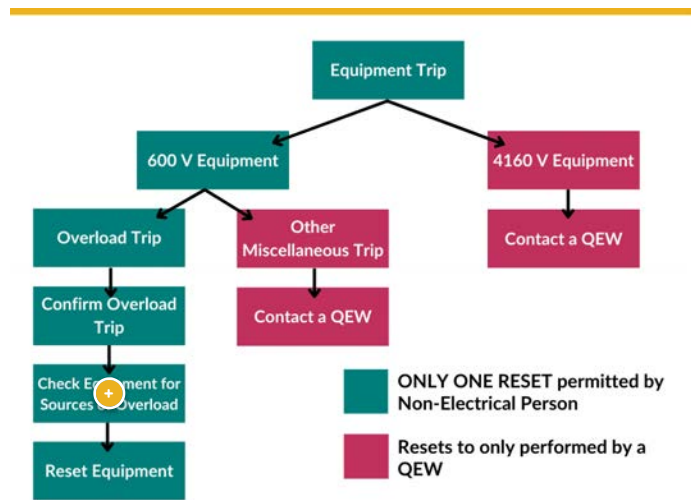 Equipment Trip
600 V Equipment
4160 V Equipment
Overload Trip
Other
Miscellaneous Trip
Contact a QEW
Confirm Overload
Trip
Contact a QEW
Check for
Sources Overload
Reset Equipment
ONLY ONE RESET permitted by
Non-Electrical Person
Resets to only performed by a
QEW